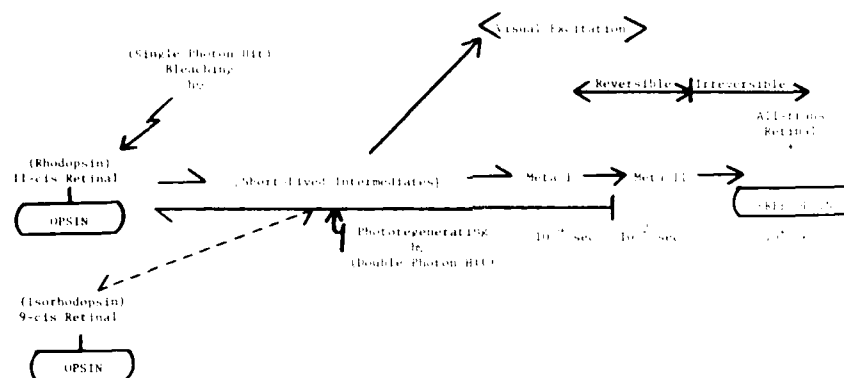 Visual Excitation
(Single Photon Hit)
Bleaching
hv
Reversible
Irreversible
All-trans
Retinal
+
(Rhodopsin)
11-cis Retinal
(Short-Lived Intermediates)
Meta I
Meta II
OPSIN
Photoregenerating
hv
(Double Photon Hit)
sec
sec
(Isorhodopsin)
9-cis Retinal
OPSIN